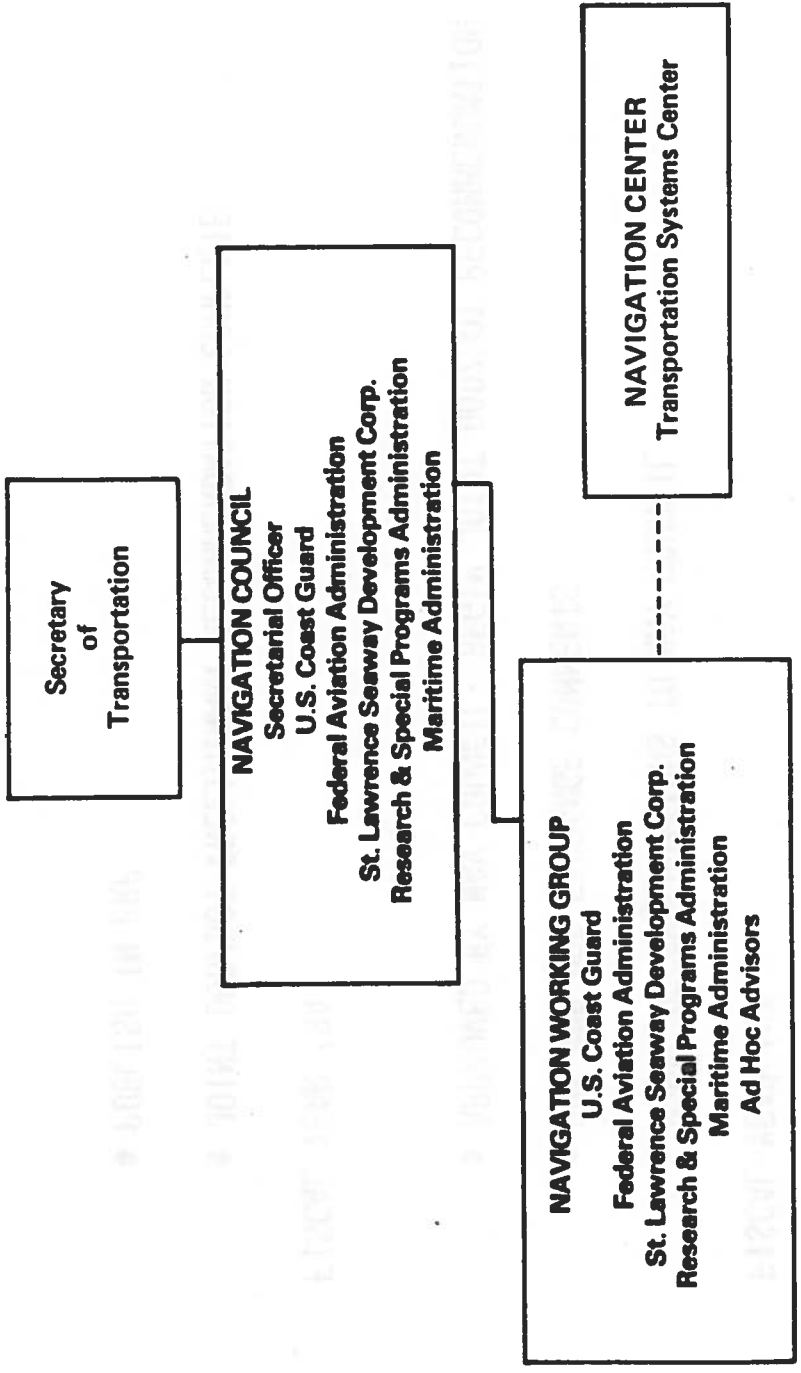 Secretary
of
Transportation
NAVIGATION COUNCIL
Secretarial Officer
U.S. Coast Guard
Federal Aviation Administration
St. Lawrence Seaway Development Corp.
Research & Special Programs Administration
Maritime Administration
NAVIGATION WORKING GROUP
U.S. Coast Guard
Federal Aviation Administration
St. Lawrence Seaway Development Corp.
Research & Special Programs Administration
Maritime Administration
Ad Hoc Advisors
NAVIGATION CENTER
Transportation Systems Center